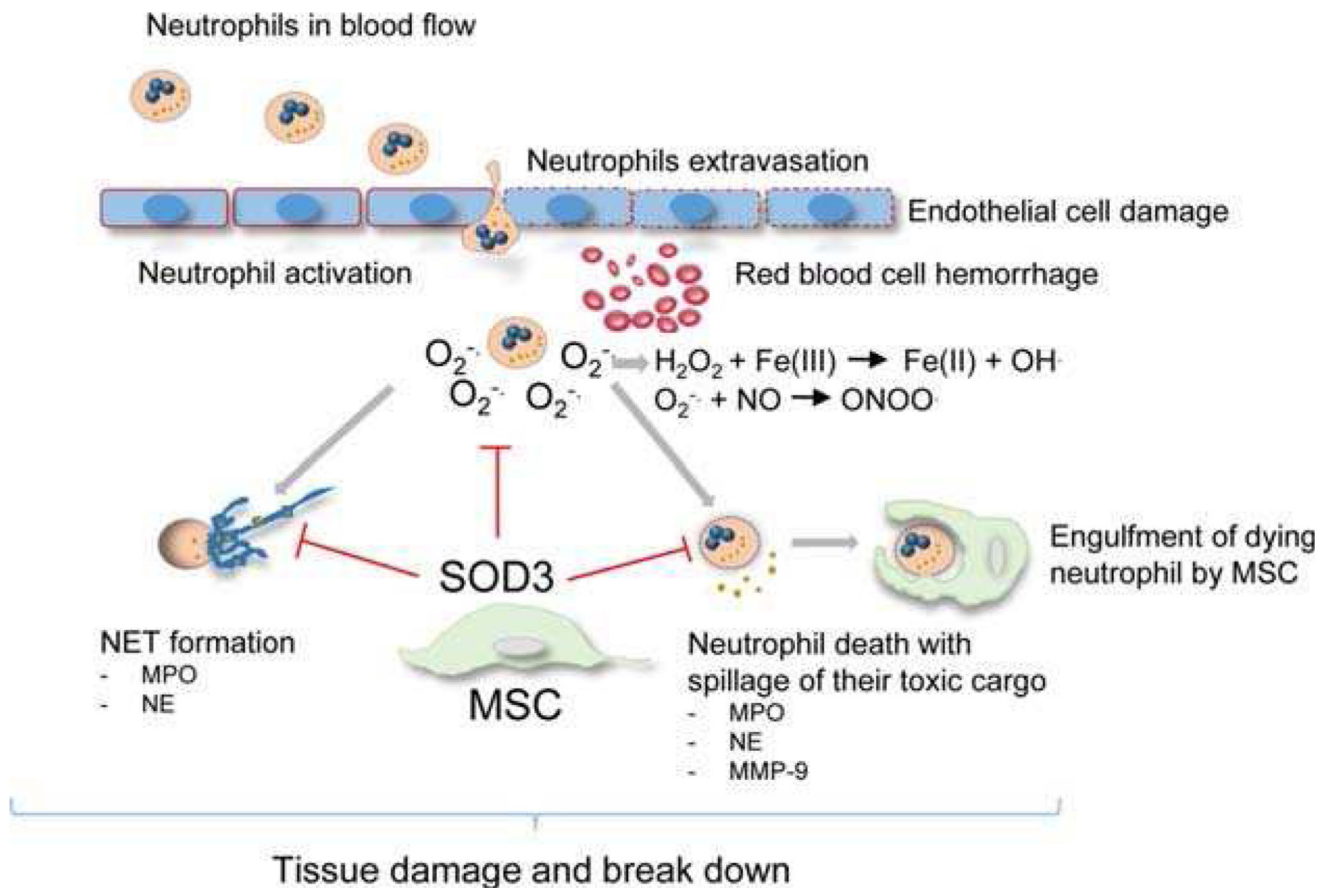 Neutrophils in blood flow
Neutrophils extravasation
Endothelial cell damage
Neutrophil activation
Red blood cell hemorrhage
O₂⁻· O₂⁻·
O₂⁻· O₂⁻·
H₂O₂ + Fe(III) → Fe(II) + OH·
O₂⁻· + NO → ONOO·
SOD3
MSC
Engulfment of dying
neutrophil by MSC
NET formation
- MPO
- NE
Neutrophil death with
spillage of their toxic cargo
- MPO
- NE
- MMP-9
Tissue damage and break down